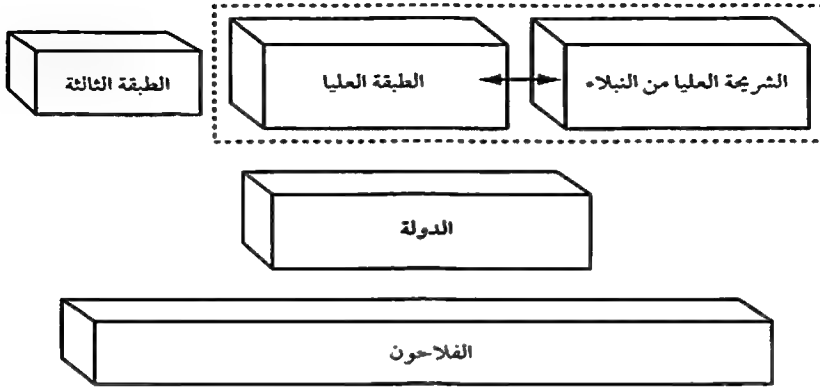 الشريحة العليا من النبلاء
الطبقة العليا
الطبقة الثالثة
الدولة
الفلاحون